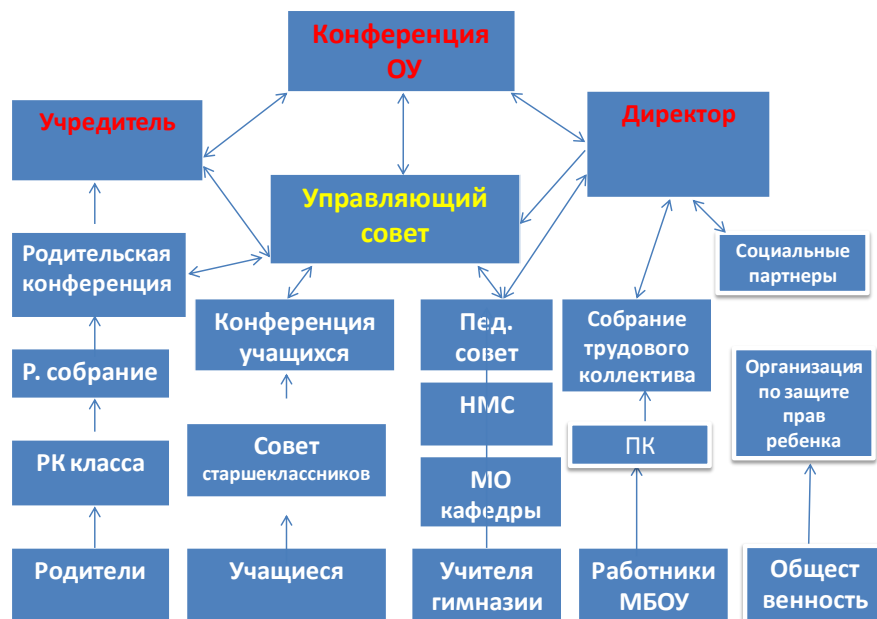 Конференция
ОУ
Учредитель
Директор
Управляющий
совет
Родительская
конференция
Социальные
партнеры
Конференция
учащихся
Пед.
совет
Собрание
трудового
коллектива
Р. собрание
Организация
по защите
прав
ребенка
НМС
РК класса
Совет
старшеклассников
ПК
МО
кафедры
Родители
Учащиеся
Учителя
гимназии
Работники
МБОУ
Общест
венность